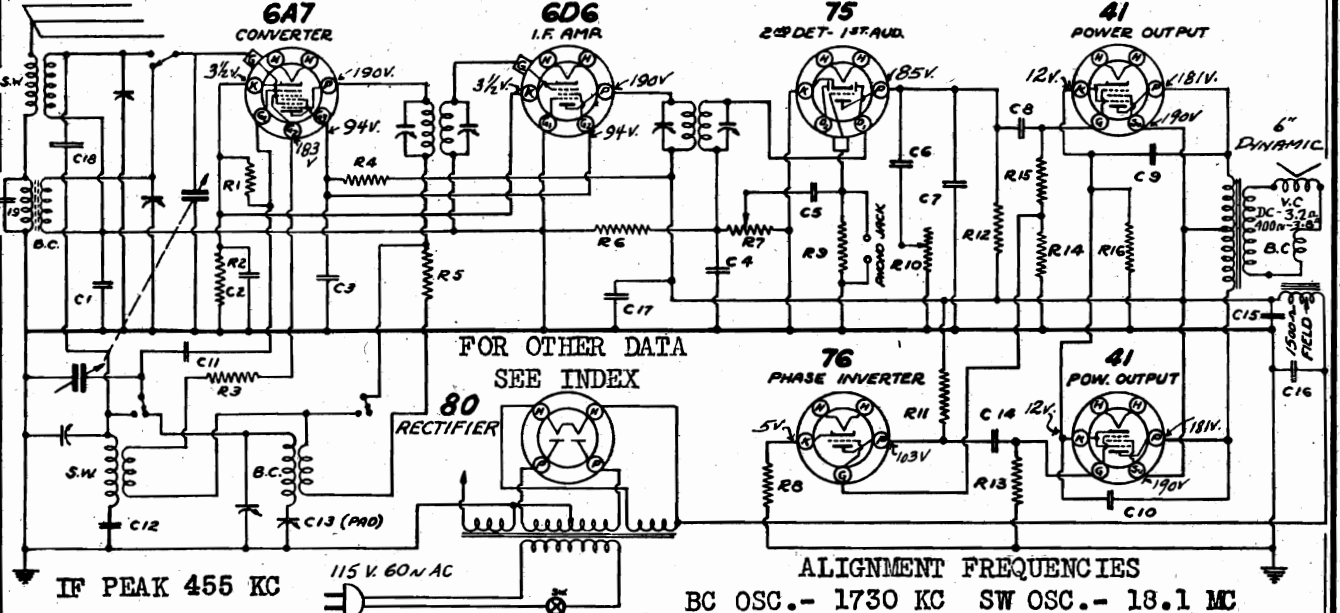 6A7
CONVERTER
6D6
I.F. AMP.
75
2ND DET- 1ST. AUD.
41
POWER OUTPUT
S.W.
3½V.
190V.
3½V.
190V.
85V.
12V.
181V.
G H H K P
G H H K P
H H K P
H H K P G
94V.
183 V
94V.
190V
6"
DYNAMIC
C18
R1
R4
C6
C8
C9
C7
R15
V.C
DC-3.2Ω
B.C
B.C.
C5
R6
R7
R9
PHONO JACK
R10
R12
R14
R16
C1
R2
C2
C3
R5
C4
C17
C15
1500Ω
FIELD
C16
C11
R3
FOR OTHER DATA
SEE INDEX
80
RECTIFIER
H H P P
76
PHASE INVERTER
5V.
H H K P G
103V
R11
C14
41
POW. OUTPUT
12V.
H H K P G
181V.
190V
S.W.
B.C.
R8
R13
C10
C12
C13 (PAD)
IF PEAK 455 KC
115 V. 60~AC
ALIGNMENT FREQUENCIES
BC OSC.- 1730 KC SW OSC.- 18.1 MC